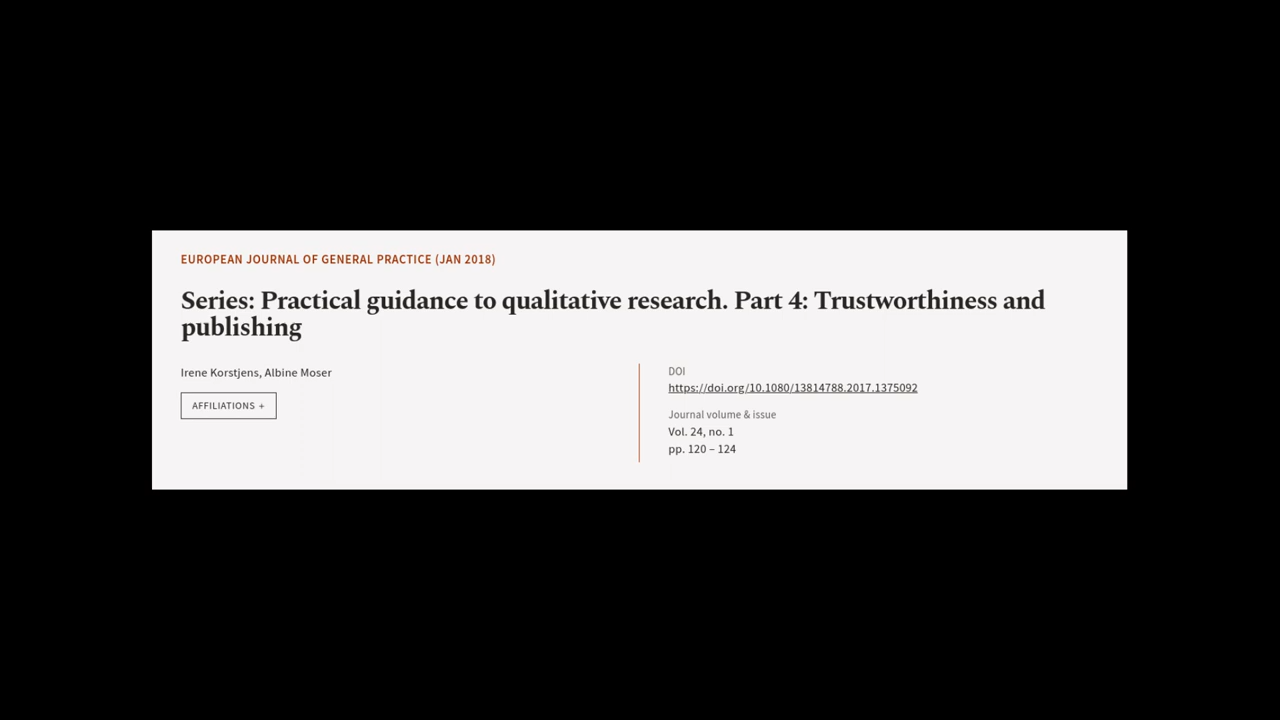 EUROPEAN JOURNAL OF GENERAL PRACTICE (JAN 2018)
Series: Practical guidance to qualitative research. Part 4: Trustworthiness and
publishing
Irene Korstjens, Albine Moser
AFFILIATIONS +
DOI
https://doi.org/10.1080/13814788.2017.1375092
Journal volume & issue
Vol. 24, no. 1
pp. 120 – 124